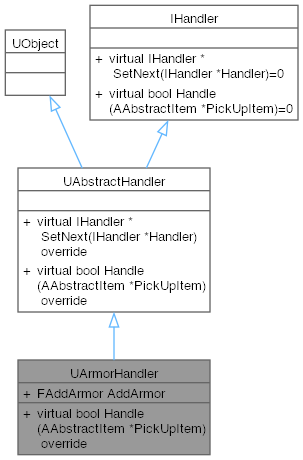 IHandler
UObject
+ virtual IHandler *
SetNext(IHandler *Handler)=0
+ virtual bool Handle
(AAbstractItem *PickUpItem)=0
UAbstractHandler
+ virtual IHandler *
SetNext(IHandler *Handler)
override
+ virtual bool Handle
(AAbstractItem *PickUpItem)
override
UArmorHandler
+ FAddArmor AddArmor
+ virtual bool Handle
(AAbstractItem *PickUpItem)
override